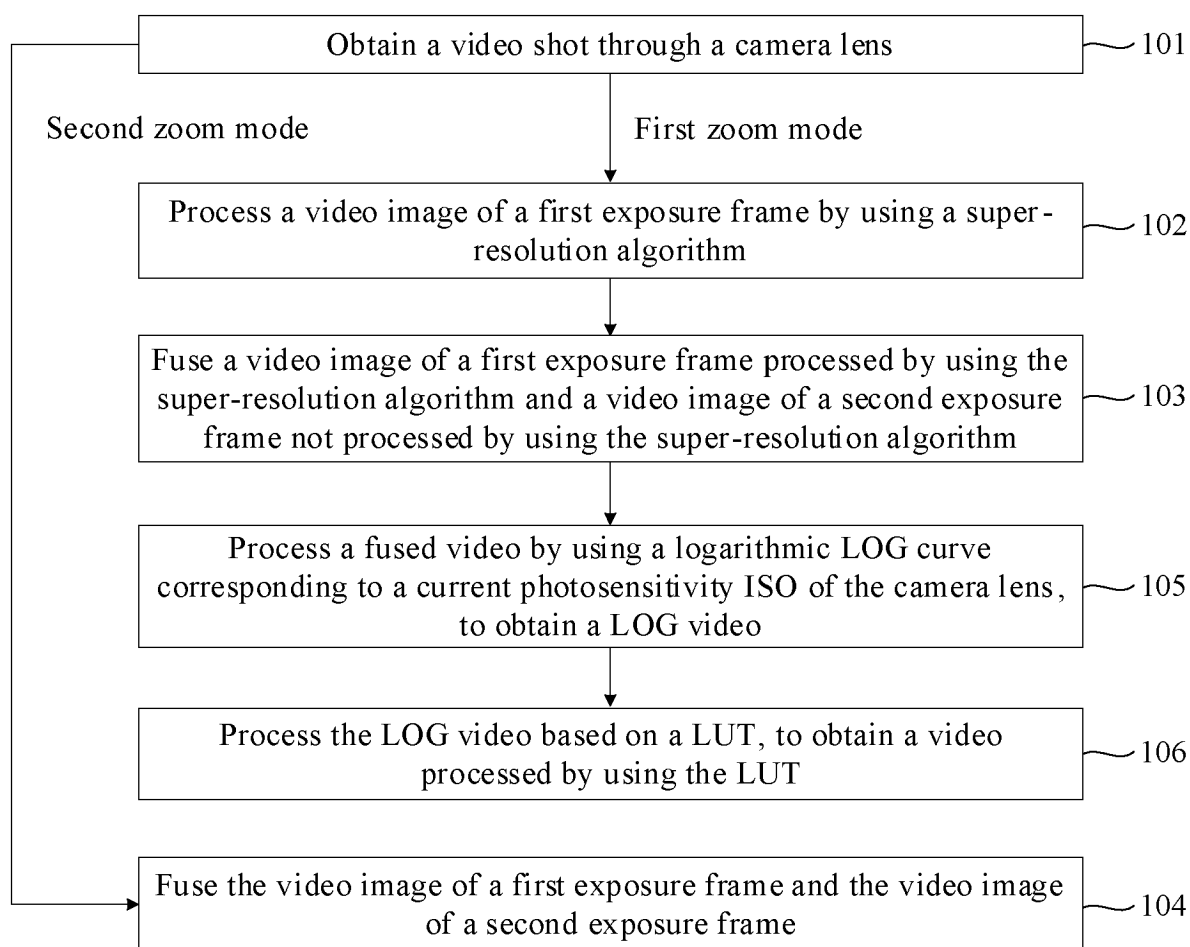 Obtain a video shot through a camera lens
101
Second zoom mode
First zoom mode
Process a video image of a first exposure frame by using a super-
resolution algorithm
102
Fuse a video image of a first exposure frame processed by using the
super-resolution algorithm and a video image of a second exposure
frame not processed by using the super-resolution algorithm
103
Process a fused video by using a logarithmic LOG curve
corresponding to a current photosensitivity ISO of the camera lens,
to obtain a LOG video
105
Process the LOG video based on a LUT, to obtain a video
processed by using the LUT
106
Fuse the video image of a first exposure frame and the video image
of a second exposure frame
104